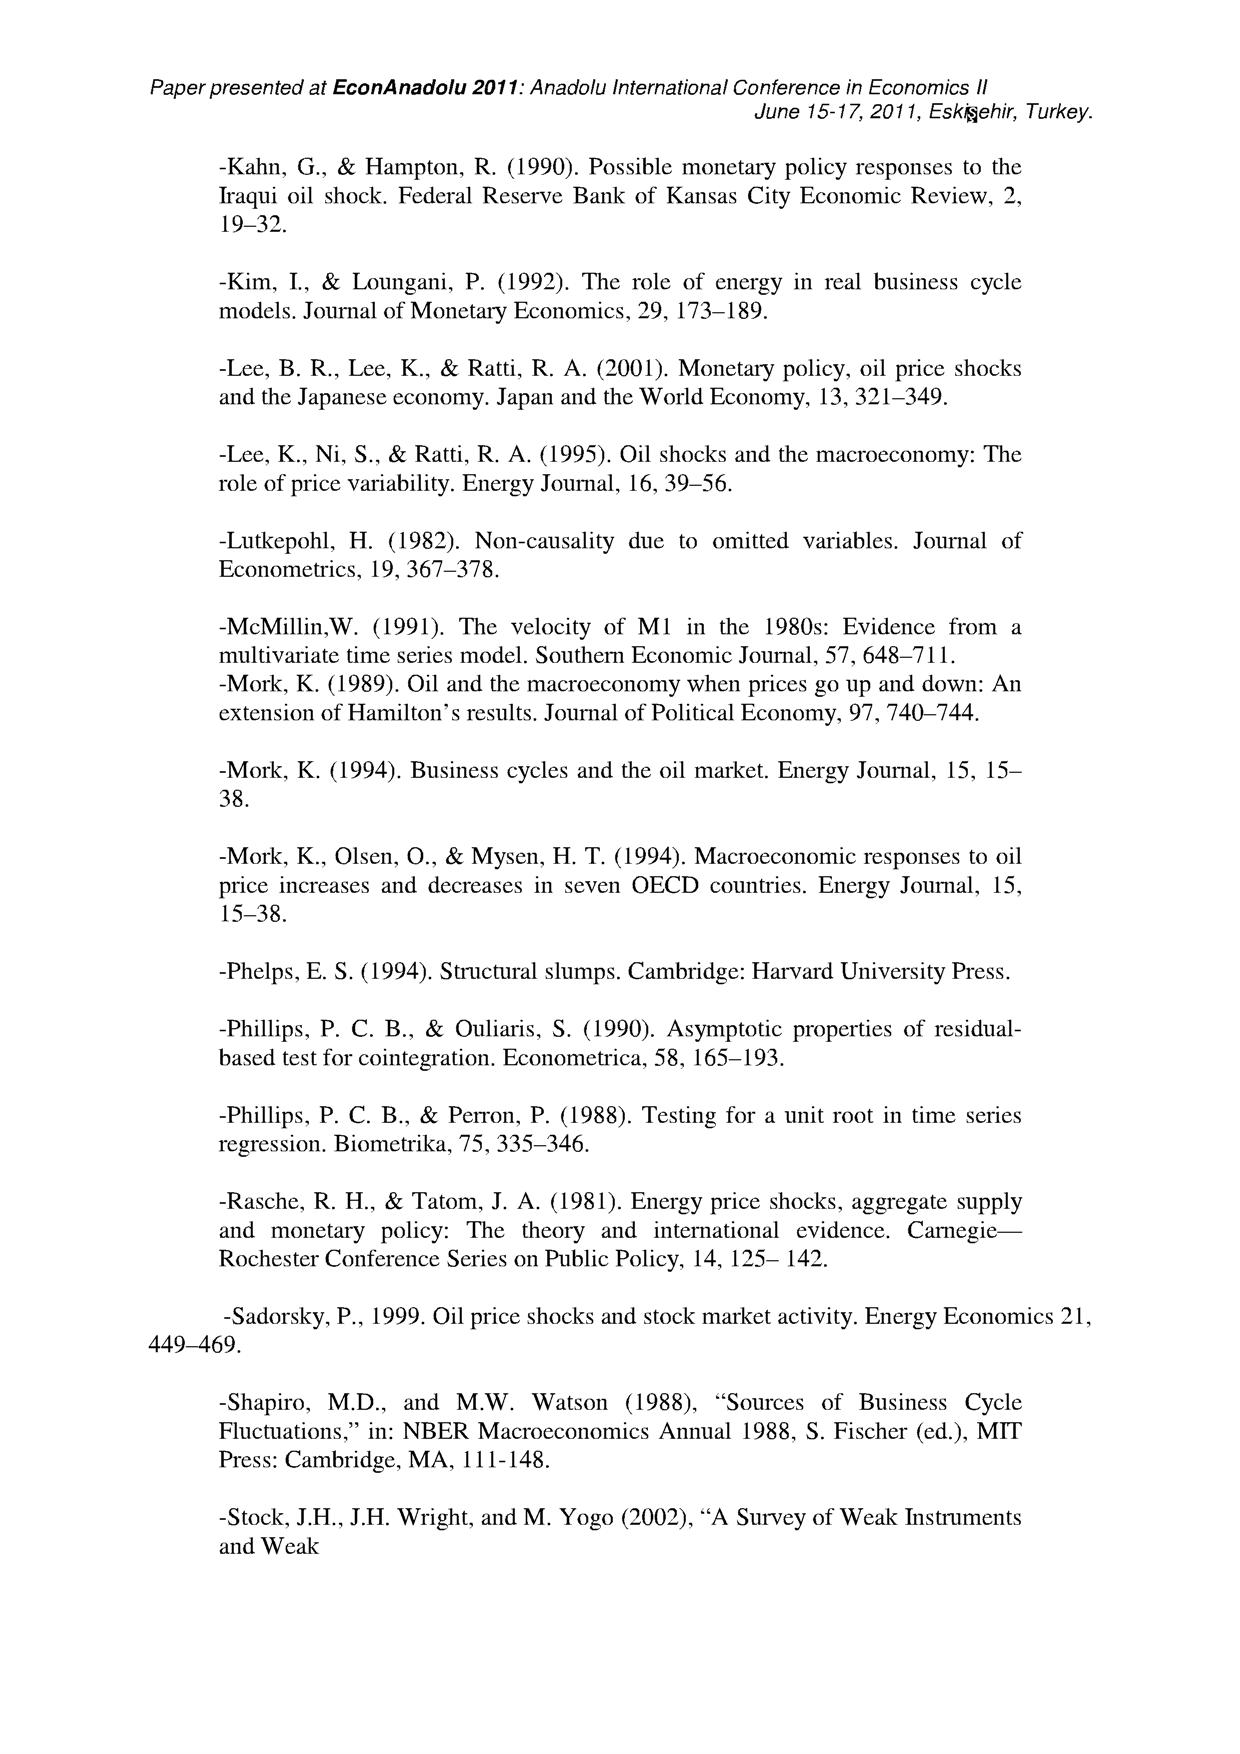 Paper presented at EconAnadolu 2011: Anadolu International Conference in Economics II
June 15-17, 2011, Eskişehir, Turkey.
-Kahn, G., & Hampton, R. (1990). Possible monetary policy responses to the
Iraqui oil shock. Federal Reserve Bank of Kansas City Economic Review, 2,
19–32.
-Kim, I., & Loungani, P. (1992). The role of energy in real business cycle
models. Journal of Monetary Economics, 29, 173–189.
-Lee, B. R., Lee, K., & Ratti, R. A. (2001). Monetary policy, oil price shocks
and the Japanese economy. Japan and the World Economy, 13, 321–349.
-Lee, K., Ni, S., & Ratti, R. A. (1995). Oil shocks and the macroeconomy: The
role of price variability. Energy Journal, 16, 39–56.
-Lutkepohl, H. (1982). Non-causality due to omitted variables. Journal of
Econometrics, 19, 367–378.
-McMillin,W. (1991). The velocity of M1 in the 1980s: Evidence from a
multivariate time series model. Southern Economic Journal, 57, 648–711.
-Mork, K. (1989). Oil and the macroeconomy when prices go up and down: An
extension of Hamilton’s results. Journal of Political Economy, 97, 740–744.
-Mork, K. (1994). Business cycles and the oil market. Energy Journal, 15, 15–
38.
-Mork, K., Olsen, O., & Mysen, H. T. (1994). Macroeconomic responses to oil
price increases and decreases in seven OECD countries. Energy Journal, 15,
15–38.
-Phelps, E. S. (1994). Structural slumps. Cambridge: Harvard University Press.
-Phillips, P. C. B., & Ouliaris, S. (1990). Asymptotic properties of residual-
based test for cointegration. Econometrica, 58, 165–193.
-Phillips, P. C. B., & Perron, P. (1988). Testing for a unit root in time series
regression. Biometrika, 75, 335–346.
-Rasche, R. H., & Tatom, J. A. (1981). Energy price shocks, aggregate supply
and monetary policy: The theory and international evidence. Carnegie—
Rochester Conference Series on Public Policy, 14, 125– 142.
-Sadorsky, P., 1999. Oil price shocks and stock market activity. Energy Economics 21,
449–469.
-Shapiro, M.D., and M.W. Watson (1988), “Sources of Business Cycle
Fluctuations,” in: NBER Macroeconomics Annual 1988, S. Fischer (ed.), MIT
Press: Cambridge, MA, 111-148.
-Stock, J.H., J.H. Wright, and M. Yogo (2002), “A Survey of Weak Instruments
and Weak